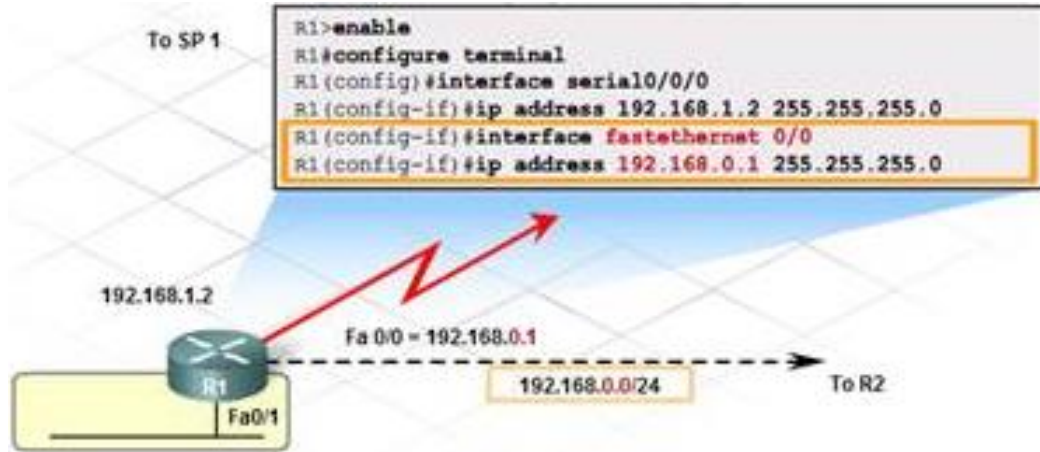 To SP 1
R1>enable
R1#configure terminal
R1(config)#interface serial0/0/0
R1(config-if)#ip address 192.168.1.2 255.255.255.0
R1(config-if)#interface fastethernet 0/0
R1(config-if)#ip address 192.168.0.1 255.255.255.0
192.168.1.2
Fa 0/0 = 192.168.0.1
192.168.0.0/24
To R2
R1
Fa0/1